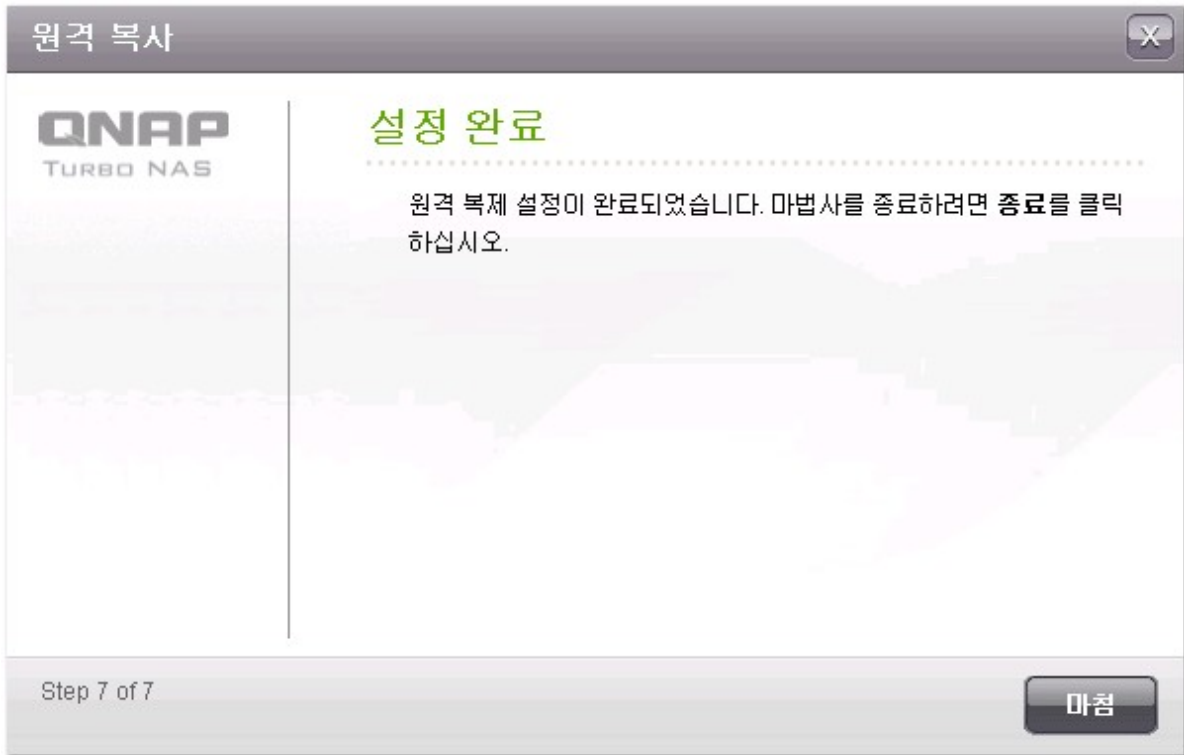 원격 복사
X
QNAP
TURBO NAS
설정 완료
원격 복제 설정이 완료되었습니다. 마법사를 종료하려면 종료를 클릭
하십시오.
Step 7 of 7
마침